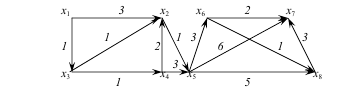 x1 3 x2 x6 2 x7
1 1 2 1 3 6 1 3
x3 1 x4 3 x5 5 x8